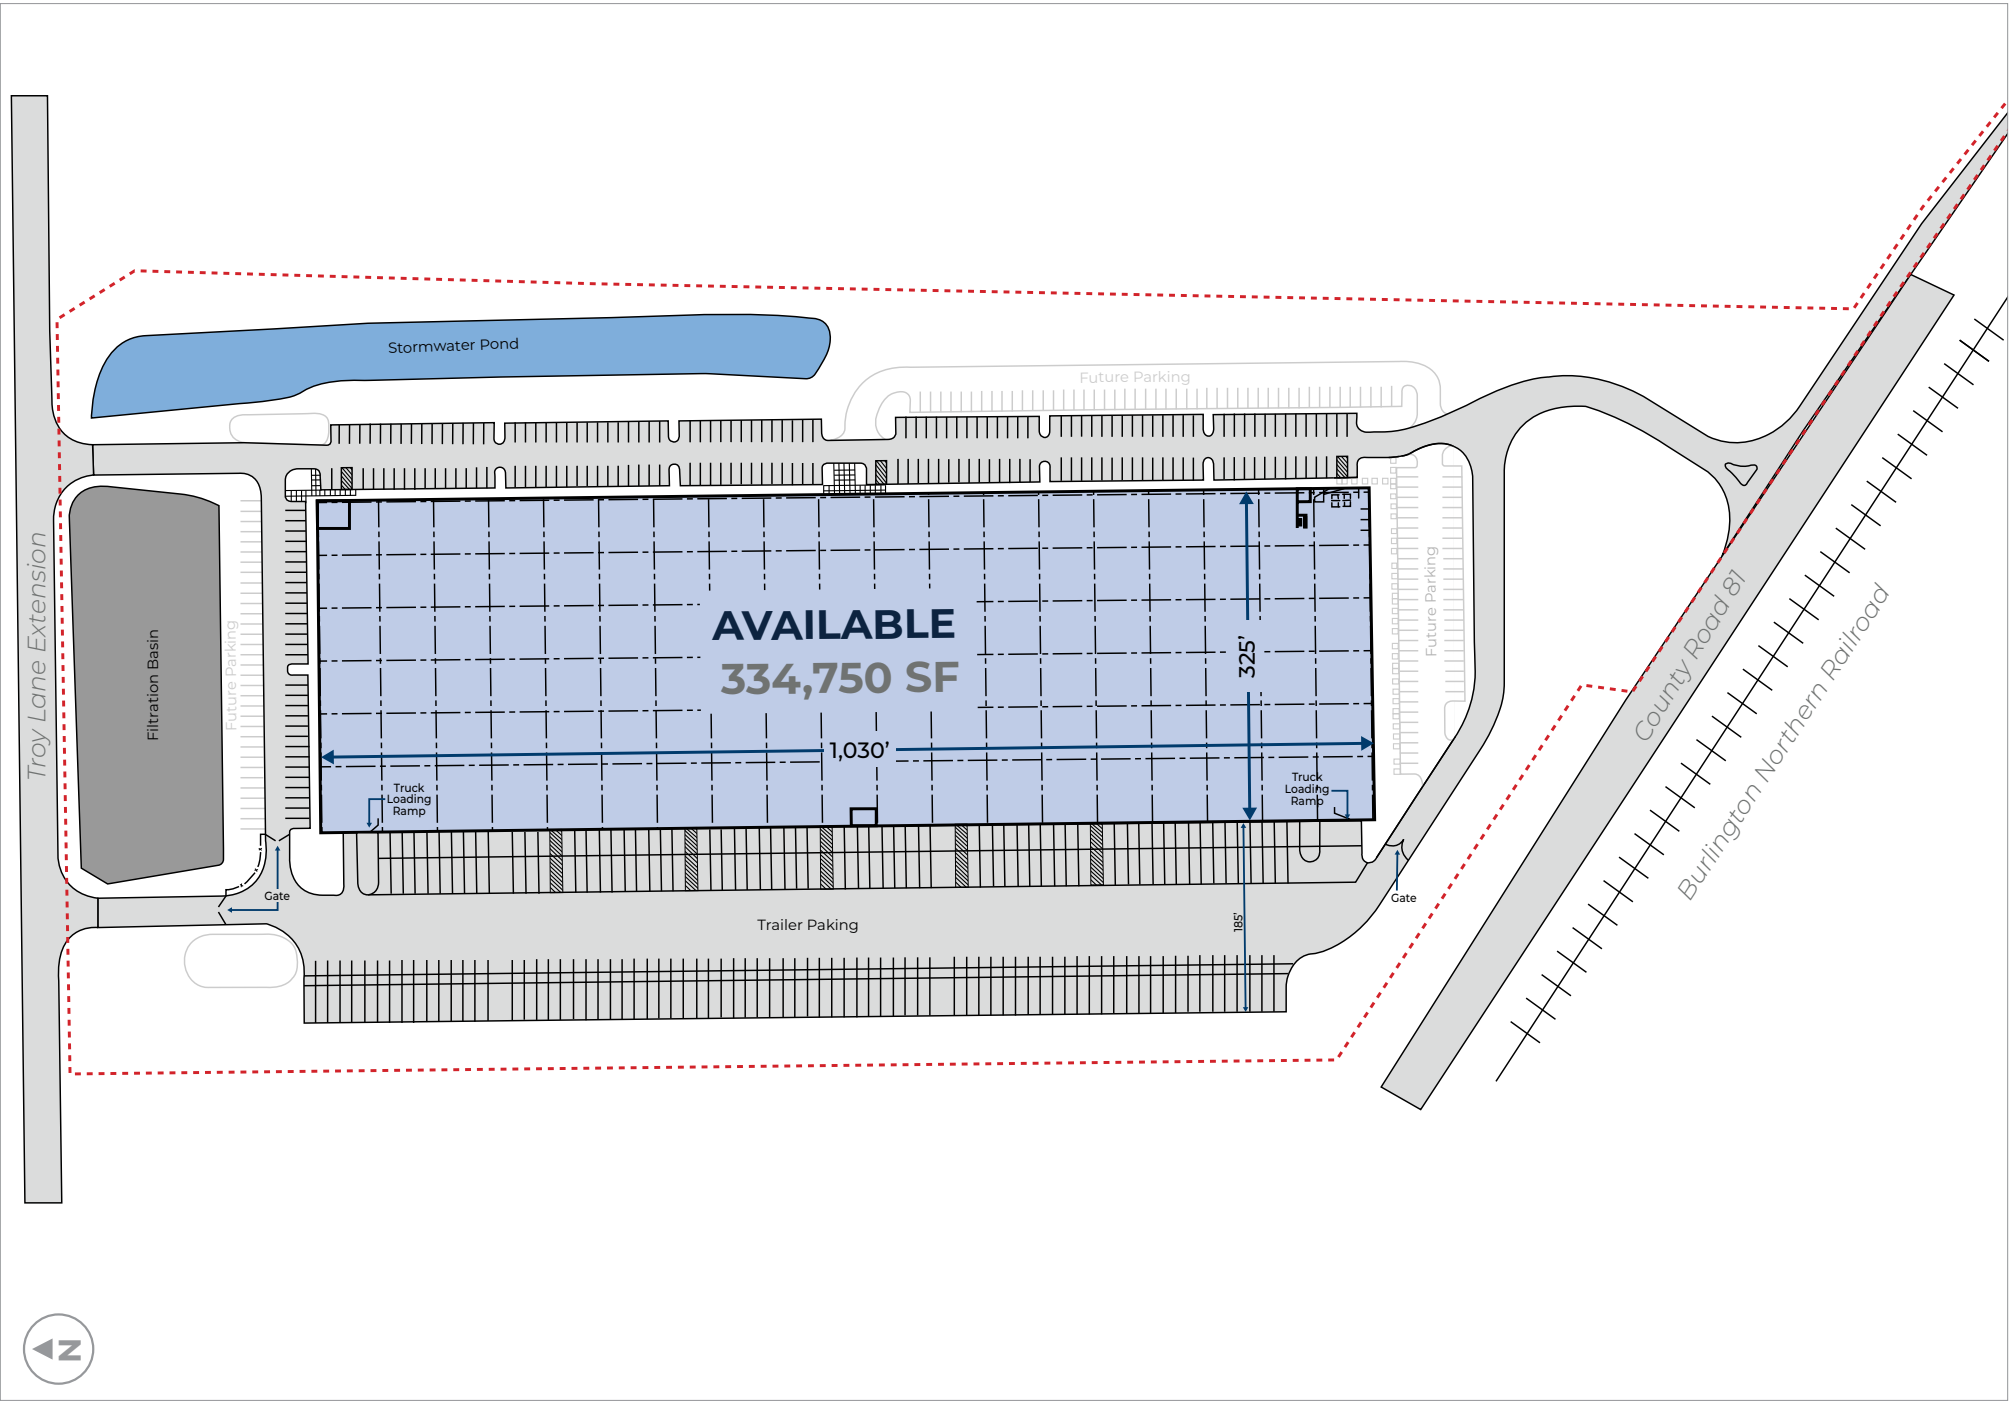 Stormwater Pond
Future Parking
Troy Lane Extension
Filtration Basin
Future Parking
AVAILABLE
334,750 SF
325’
1,030’
Future Parking
County Road 81
Burlington Northern Railroad
Truck
Loading
Ramp
Truck
Loading
Ramp
Gate
Gate
Trailer Paking
185’
N